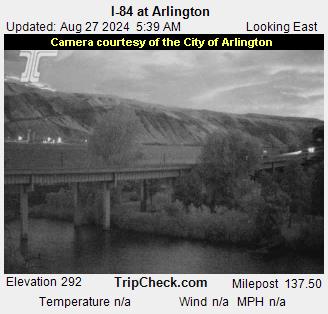 I-84 at Arlington
Updated: Aug 27 2024 5:39 AM Looking East
Camera courtesy of the City of Arlington
Elevation 292 TripCheck.com Milepost 137.50
Temperature n/a Wind n/a MPH n/a